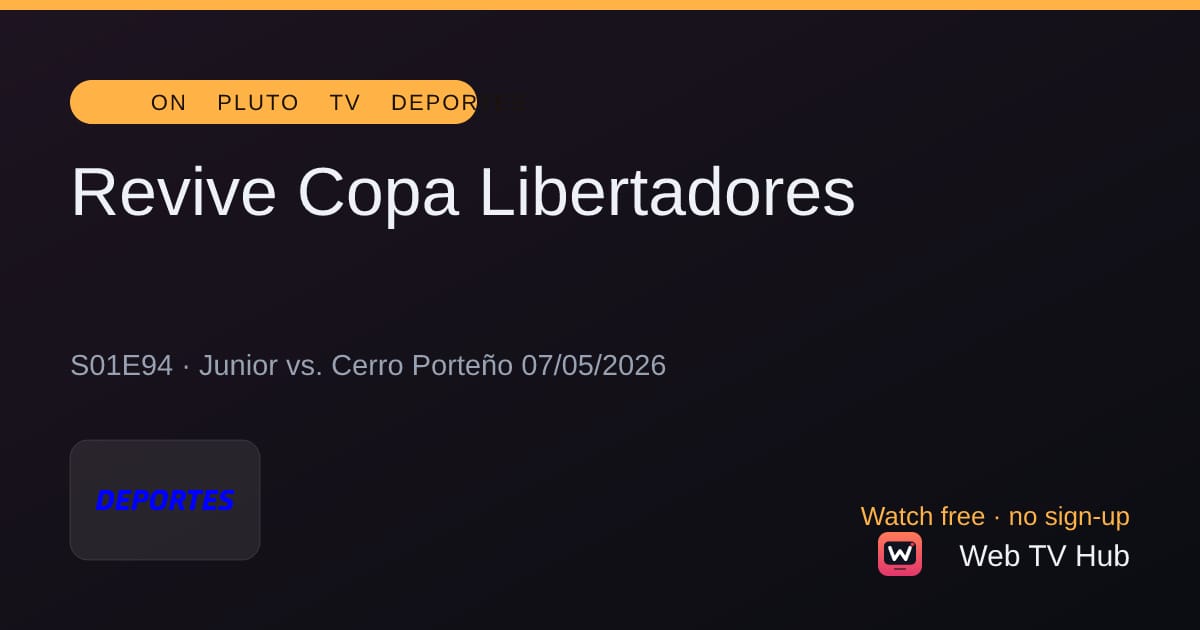 ON PLUTO TV DEPORTES
Revive Copa Libertadores
S01E94 · Junior vs. Cerro Porteño 07/05/2026
DEPORTES
Watch free · no sign-up
W
Web TV Hub